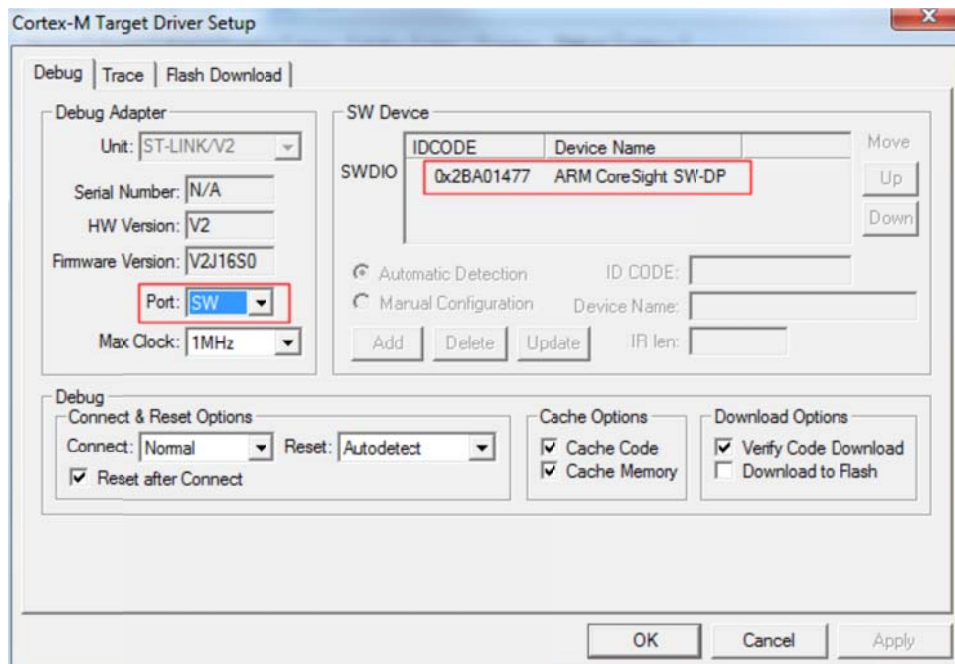 Cortex-M Target Driver Setup
Debug Trace Flash Download
Debug Adapter
Unit: ST-LINK/V2
Serial Number: N/A
HW Version: V2
Firmware Version: V2J16S0
Port: SW
Max Clock: 1MHz
SW Devce
IDCODE Device Name Move
SWDIO 0x2BA01477 ARM CoreSight SW-DP Up
Down
Automatic Detection ID CODE:
Manual Configuration Device Name:
Add Delete Update IR len:
Debug
Connect & Reset Options
Connect: Normal Reset: Autodetect
Reset after Connect
Cache Options
Cache Code
Cache Memory
Download Options
Verify Code Download
Download to Flash
OK Cancel Apply